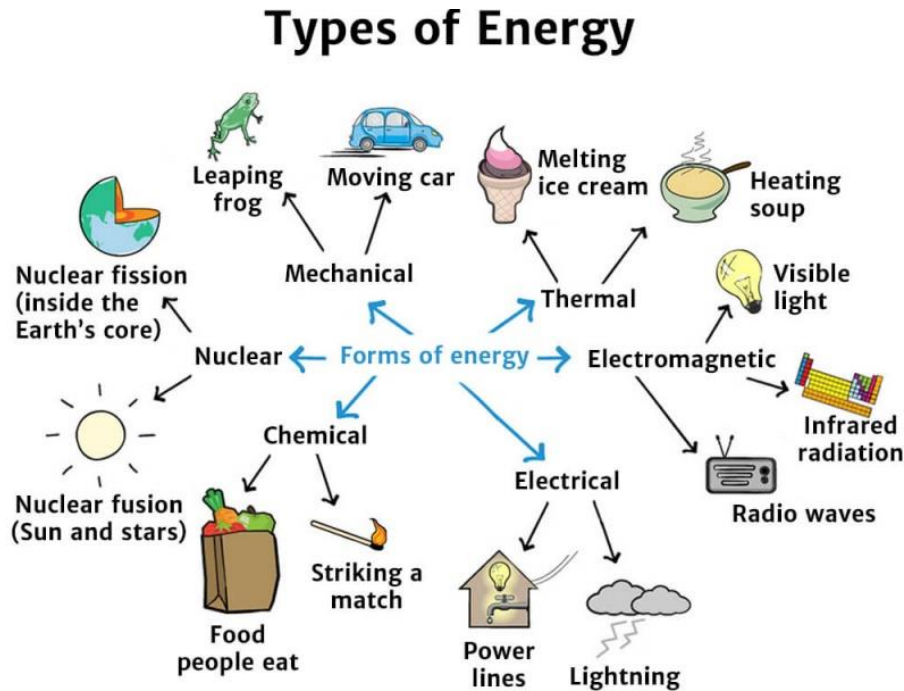 Types of Energy
Leaping
frog
Moving car
Melting
ice cream
Heating
soup
Nuclear fission
(inside the
Earth's core)
Mechanical
Thermal
Visible
light
Nuclear
Forms of energy
Electromagnetic
Infrared
radiation
Chemical
Nuclear fusion
(Sun and stars)
Electrical
Radio waves
Striking a
match
Food
people eat
Power
lines
Lightning